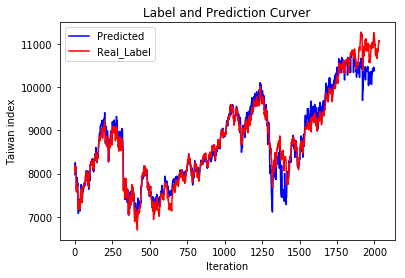 Label and Prediction Curver
Predicted
Real_Label
11000
10000
9000
8000
7000
Taiwan Index
0 250 500 750 1000 1250 1500 1750 2000
Iteration